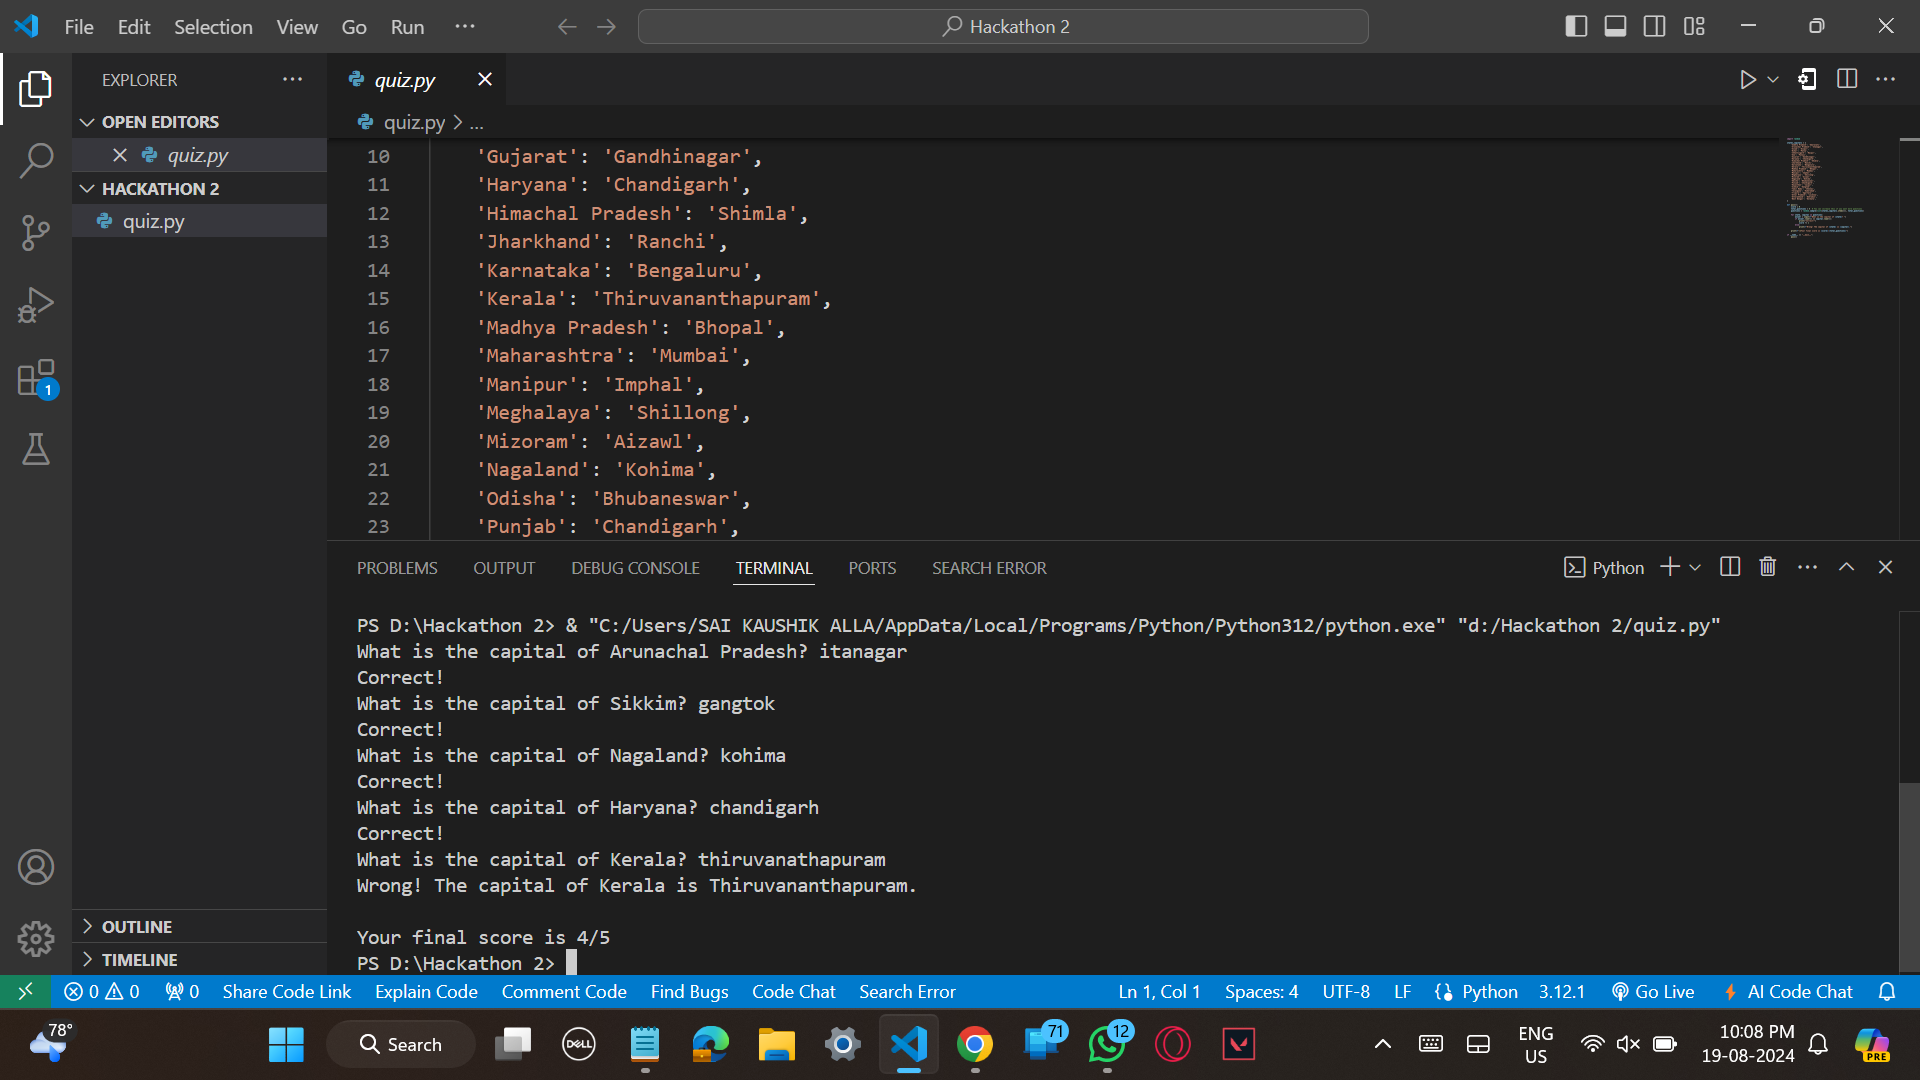 File Edit Selection View Go Run ···
Hackathon 2
EXPLORER
OPEN EDITORS
quiz.py
HACKATHON 2
quiz.py
OUTLINE
TIMELINE
1
quiz.py
quiz.py > ...
10 'Gujarat': 'Gandhinagar',
11 'Haryana': 'Chandigarh',
12 'Himachal Pradesh': 'Shimla',
13 'Jharkhand': 'Ranchi',
14 'Karnataka': 'Bengaluru',
15 'Kerala': 'Thiruvananthapuram',
16 'Madhya Pradesh': 'Bhopal',
17 'Maharashtra': 'Mumbai',
18 'Manipur': 'Imphal',
19 'Meghalaya': 'Shillong',
20 'Mizoram': 'Aizawl',
21 'Nagaland': 'Kohima',
22 'Odisha': 'Bhubaneswar',
23 'Punjab': 'Chandigarh',
PROBLEMS OUTPUT DEBUG CONSOLE TERMINAL PORTS SEARCH ERROR
Python
PS D:\Hackathon 2> & "C:/Users/SAI KAUSHIK ALLA/AppData/Local/Programs/Python/Python312/python.exe" "d:/Hackathon 2/quiz.py"
What is the capital of Arunachal Pradesh? itanagar
Correct!
What is the capital of Sikkim? gangtok
Correct!
What is the capital of Nagaland? kohima
Correct!
What is the capital of Haryana? chandigarh
Correct!
What is the capital of Kerala? thiruvanathapuram
Wrong! The capital of Kerala is Thiruvananthapuram.
Your final score is 4/5
PS D:\Hackathon 2>
0 0 0 Share Code Link Explain Code Comment Code Find Bugs Code Chat Search Error Ln 1, Col 1 Spaces: 4 UTF-8 LF Python 3.12.1 Go Live AI Code Chat
78°
Search
DELL
71
12
ENG
US
10:08 PM
19-08-2024
PRE